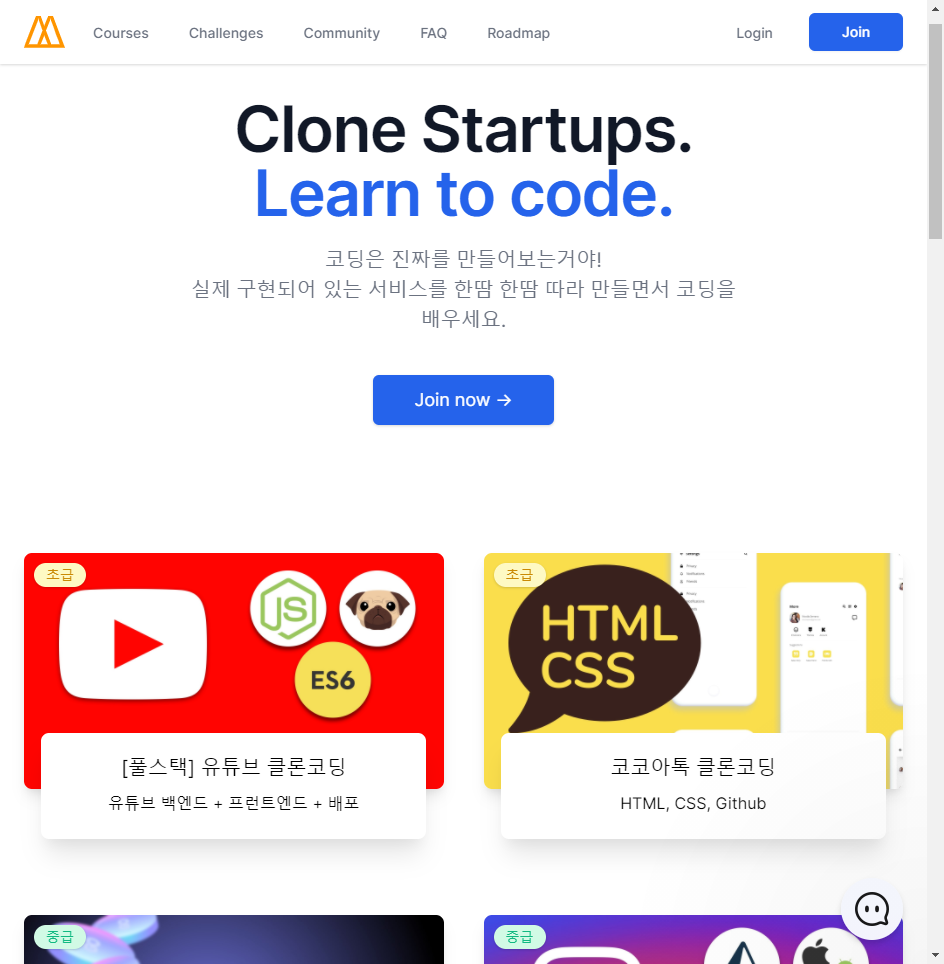 Courses Challenges Community FAQ Roadmap Login Join
Clone Startups.
Learn to code.
코딩은 진짜를 만들어보는거야!
실제 구현되어 있는 서비스를 한땀 한땀 따라 만들면서 코딩을
배우세요.
Join now →
초급
JS
ES6
[풀스택] 유튜브 클론코딩
유튜브 백엔드 + 프런트엔드 + 배포
초급
HTML
CSS
코코아톡 클론코딩
HTML, CSS, Github
중급
중급